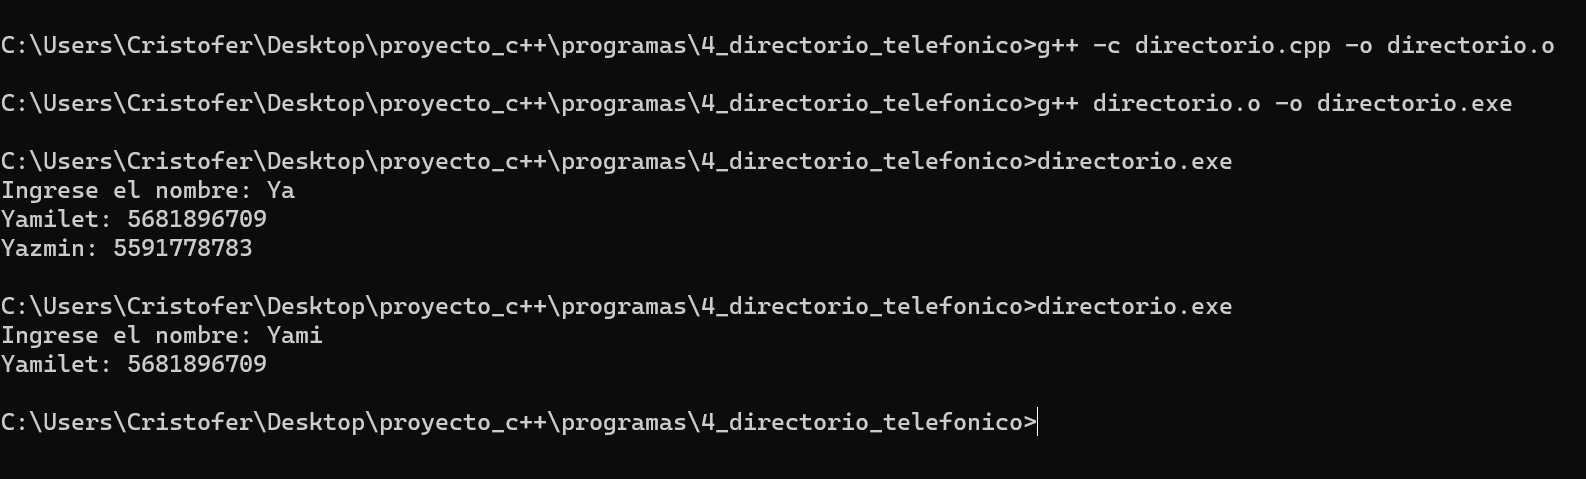 C:\Users\Cristofer\Desktop\proyecto_c++\programas\4_directorio_telefonico>g++ -c directorio.cpp -o directorio.o
C:\Users\Cristofer\Desktop\proyecto_c++\programas\4_directorio_telefonico>g++ directorio.o -o directorio.exe
C:\Users\Cristofer\Desktop\proyecto_c++\programas\4_directorio_telefonico>directorio.exe
Ingrese el nombre: Ya
Yamilet: 5681896709
Yazmin: 5591778783
C:\Users\Cristofer\Desktop\proyecto_c++\programas\4_directorio_telefonico>directorio.exe
Ingrese el nombre: Yami
Yamilet: 5681896709
C:\Users\Cristofer\Desktop\proyecto_c++\programas\4_directorio_telefonico>